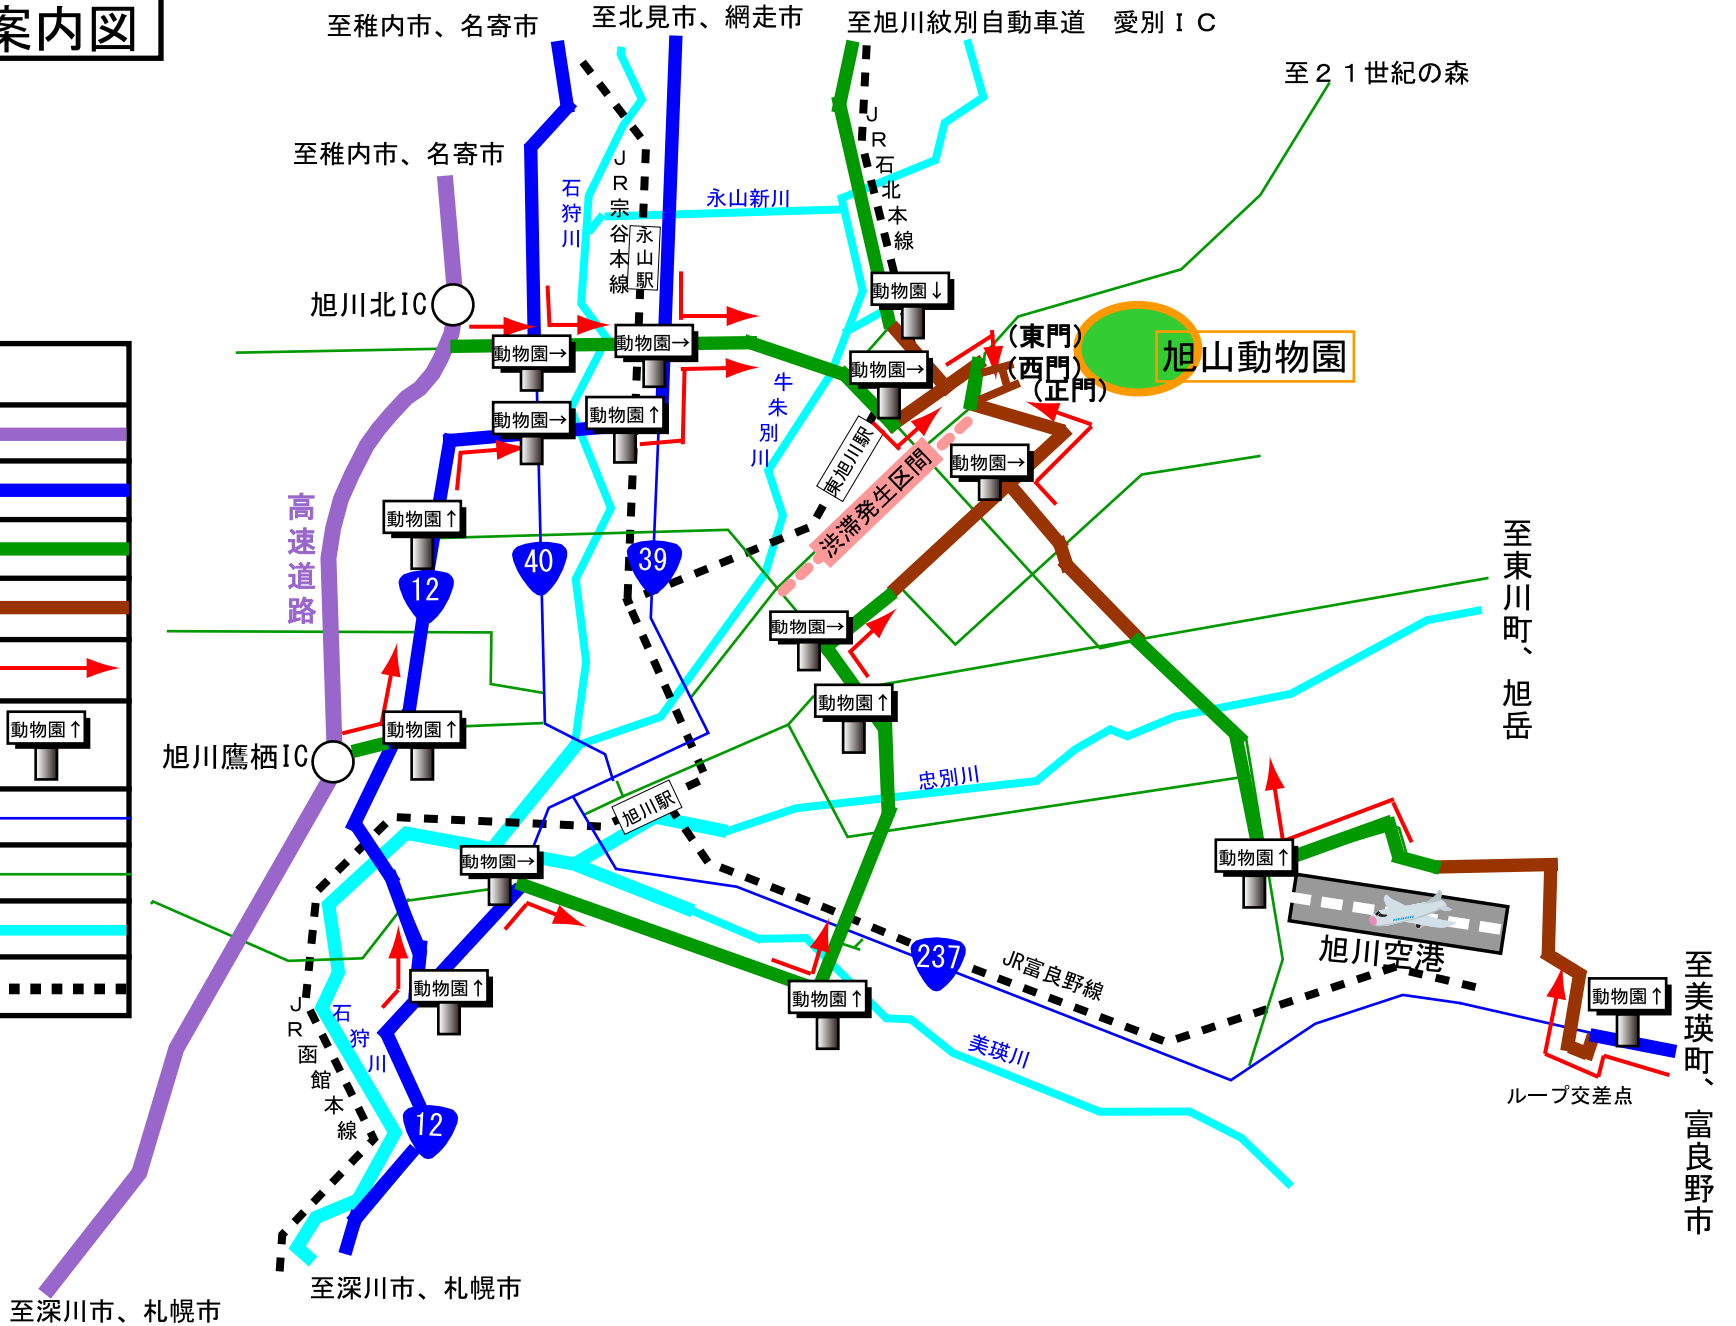 案内図
至稚内市、名寄市
至北見市、網走市
至旭川紋別自動車道　愛別ＩＣ
至２１世紀の森
至稚内市、名寄市
石狩川
ＪＲ宗谷本線
永山駅
永山新川
ＪＲ石北本線
旭川北IC
動物園↓
動物園→
動物園→
動物園→
(東門)
(西門)
(正門)
旭山動物園
動物園→
動物園↑
牛朱別川
東旭川駅
渋滞発生区間
動物園→
高速道路
動物園↑
12
40
39
至東川町、旭岳
動物園→
動物園↑
動物園↑
動物園↑
旭川鷹栖IC
旭川駅
忠別川
動物園→
動物園↑
旭川空港
237
JR富良野線
動物園↑
動物園↑
動物園↑
至美瑛町、富良野市
石狩川
ＪＲ函館本線
美瑛川
ループ交差点
12
至深川市、札幌市
至深川市、札幌市